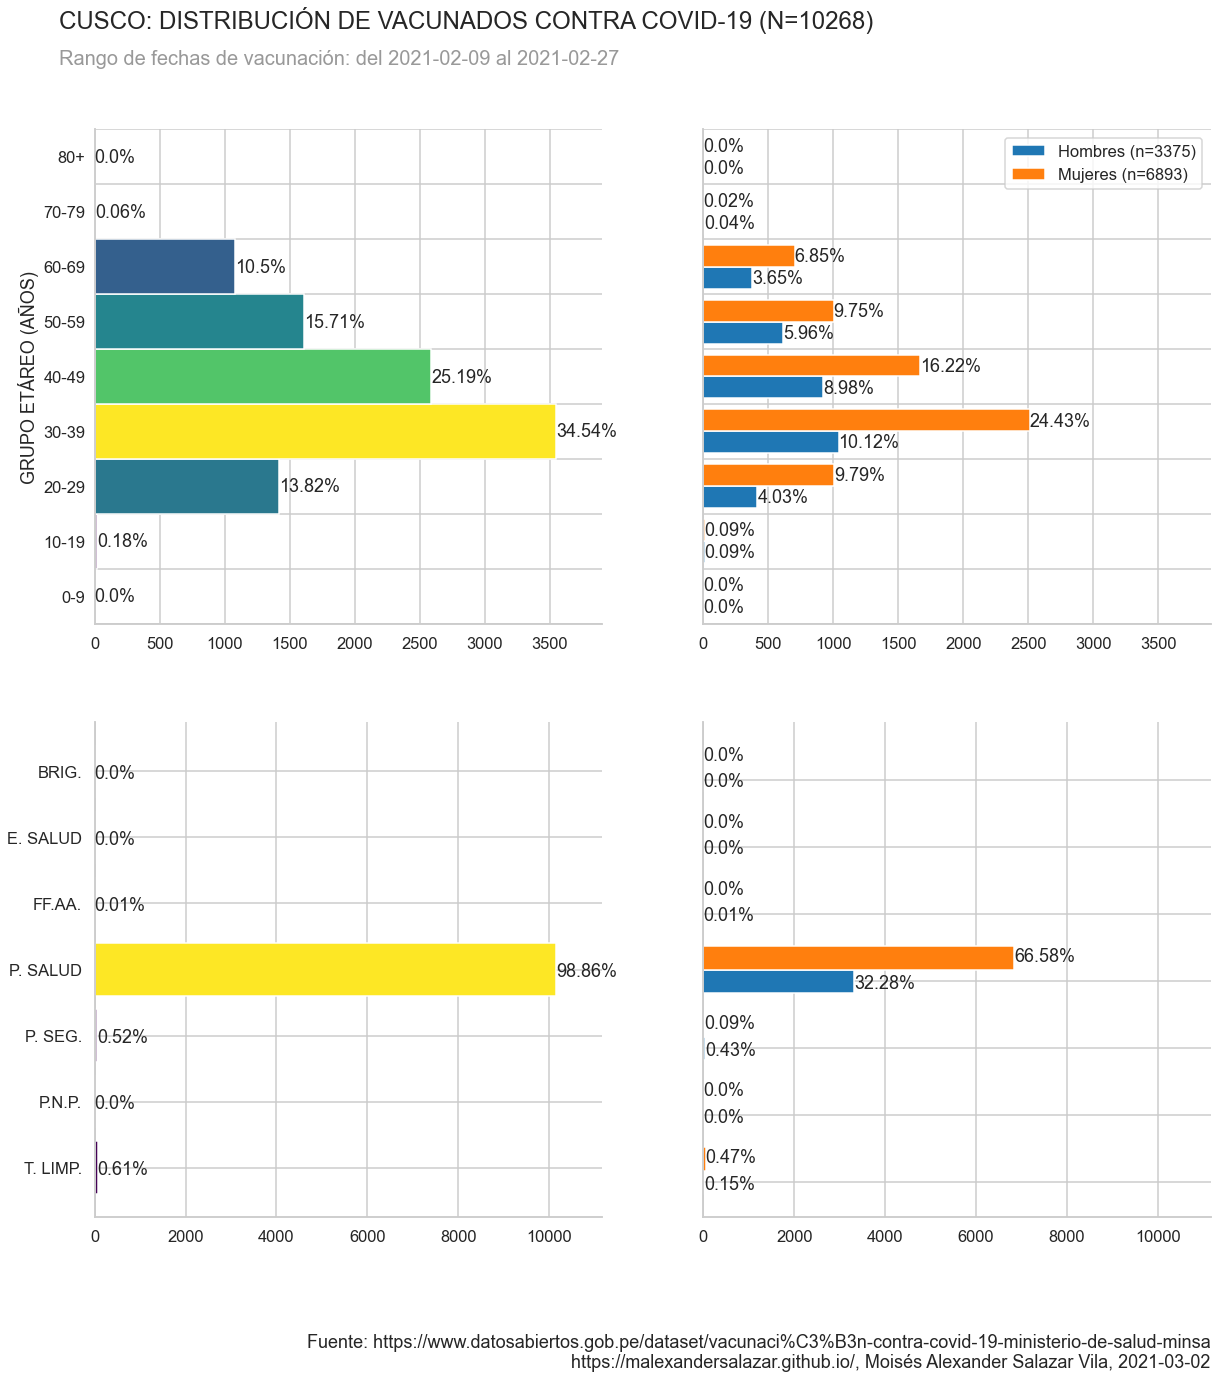 CUSCO: DISTRIBUCIÓN DE VACUNADOS CONTRA COVID-19 (N=10268)
Rango de fechas de vacunación: del 2021-02-09 al 2021-02-27
GRUPO ETÁREO (AÑOS)
80+ 0.0%
70-79 0.06%
60-69 10.5%
50-59 15.71%
40-49 25.19%
30-39 34.54%
20-29 13.82%
10-19 0.18%
0-9 0.0%
0 500 1000 1500 2000 2500 3000 3500
Hombres (n=3375)
Mujeres (n=6893)
0.0%
0.0%
0.02%
0.04%
6.85%
3.65%
9.75%
5.96%
16.22%
8.98%
24.43%
10.12%
9.79%
4.03%
0.09%
0.09%
0.0%
0.0%
0 500 1000 1500 2000 2500 3000 3500
BRIG. 0.0%
E. SALUD 0.0%
FF.AA. 0.01%
P. SALUD 98.86%
P. SEG. 0.52%
P.N.P. 0.0%
T. LIMP. 0.61%
0 2000 4000 6000 8000 10000
0.0%
0.0%
0.0%
0.0%
0.0%
0.01%
66.58%
32.28%
0.09%
0.43%
0.0%
0.0%
0.47%
0.15%
0 2000 4000 6000 8000 10000
Fuente: https://www.datosabiertos.gob.pe/dataset/vacunaci%C3%B3n-contra-covid-19-ministerio-de-salud-minsa
https://malexandersalazar.github.io/, Moisés Alexander Salazar Vila, 2021-03-02